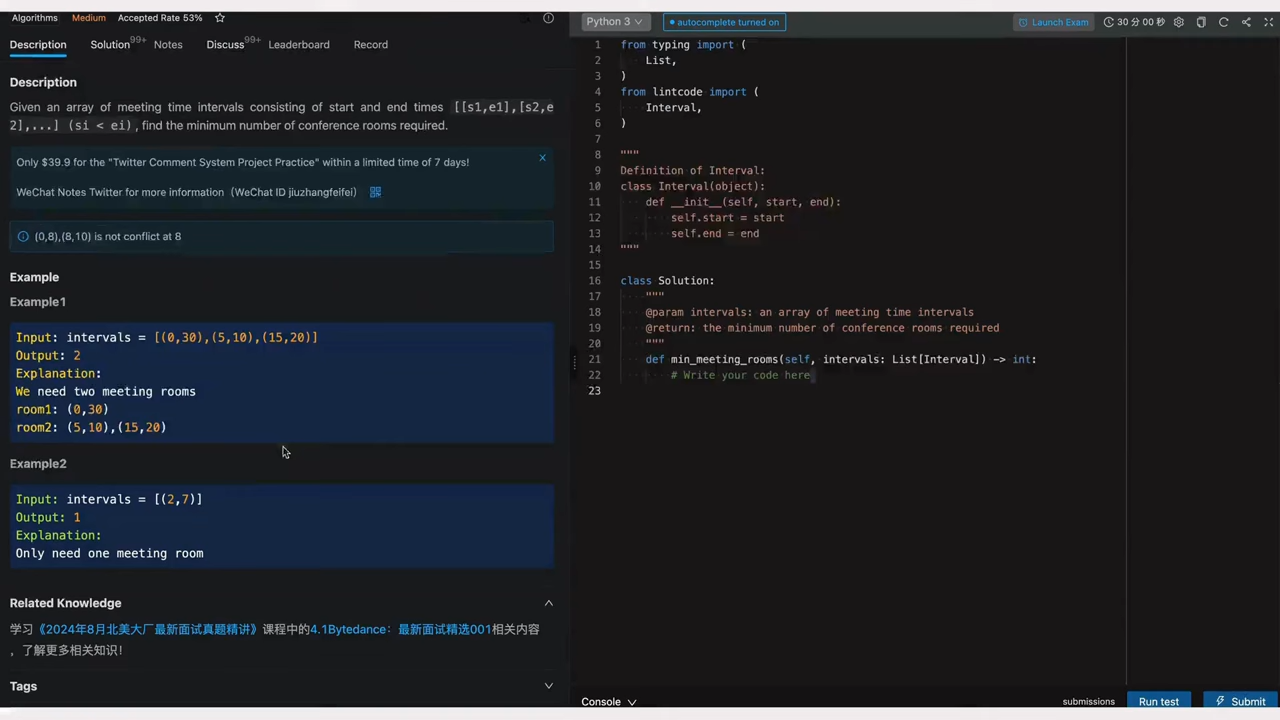 Algorithms Medium Accepted Rate 53%
Description Solution 99+ Notes Discuss 99+ Leaderboard Record
Description
Given an array of meeting time intervals consisting of start and end times [[s1,e1],[s2,e
2],...] (si < ei), find the minimum number of conference rooms required.
Only $39.9 for the "Twitter Comment System Project Practice" within a limited time of 7 days!
WeChat Notes Twitter for more information (WeChat ID jiuzhangfeifei)
(0,8),(8,10) is not conflict at 8
Example
Example1
Input: intervals = [(0,30),(5,10),(15,20)]
Output: 2
Explanation:
We need two meeting rooms
room1: (0,30)
room2: (5,10),(15,20)
Example2
Input: intervals = [(2,7)]
Output: 1
Explanation:
Only need one meeting room
Related Knowledge
学习《2024年8月北美大厂最新面试真题精讲》课程中的4.1Bytedance：最新面试精选001相关内容
，了解更多相关知识！
Tags
Python 3 autocomplete turned on Launch Exam 30 分 00 秒
1 from typing import (
2 List,
3 )
4 from lintcode import (
5 Interval,
6 )
7
8 """
9 Definition of Interval:
10 class Interval(object):
11 def __init__(self, start, end):
12 self.start = start
13 self.end = end
14 """
15
16 class Solution:
17 """
18 @param intervals: an array of meeting time intervals
19 @return: the minimum number of conference rooms required
20 """
21 def min_meeting_rooms(self, intervals: List[Interval]) -> int:
22 # Write your code here
23
Console submissions Run test Submit